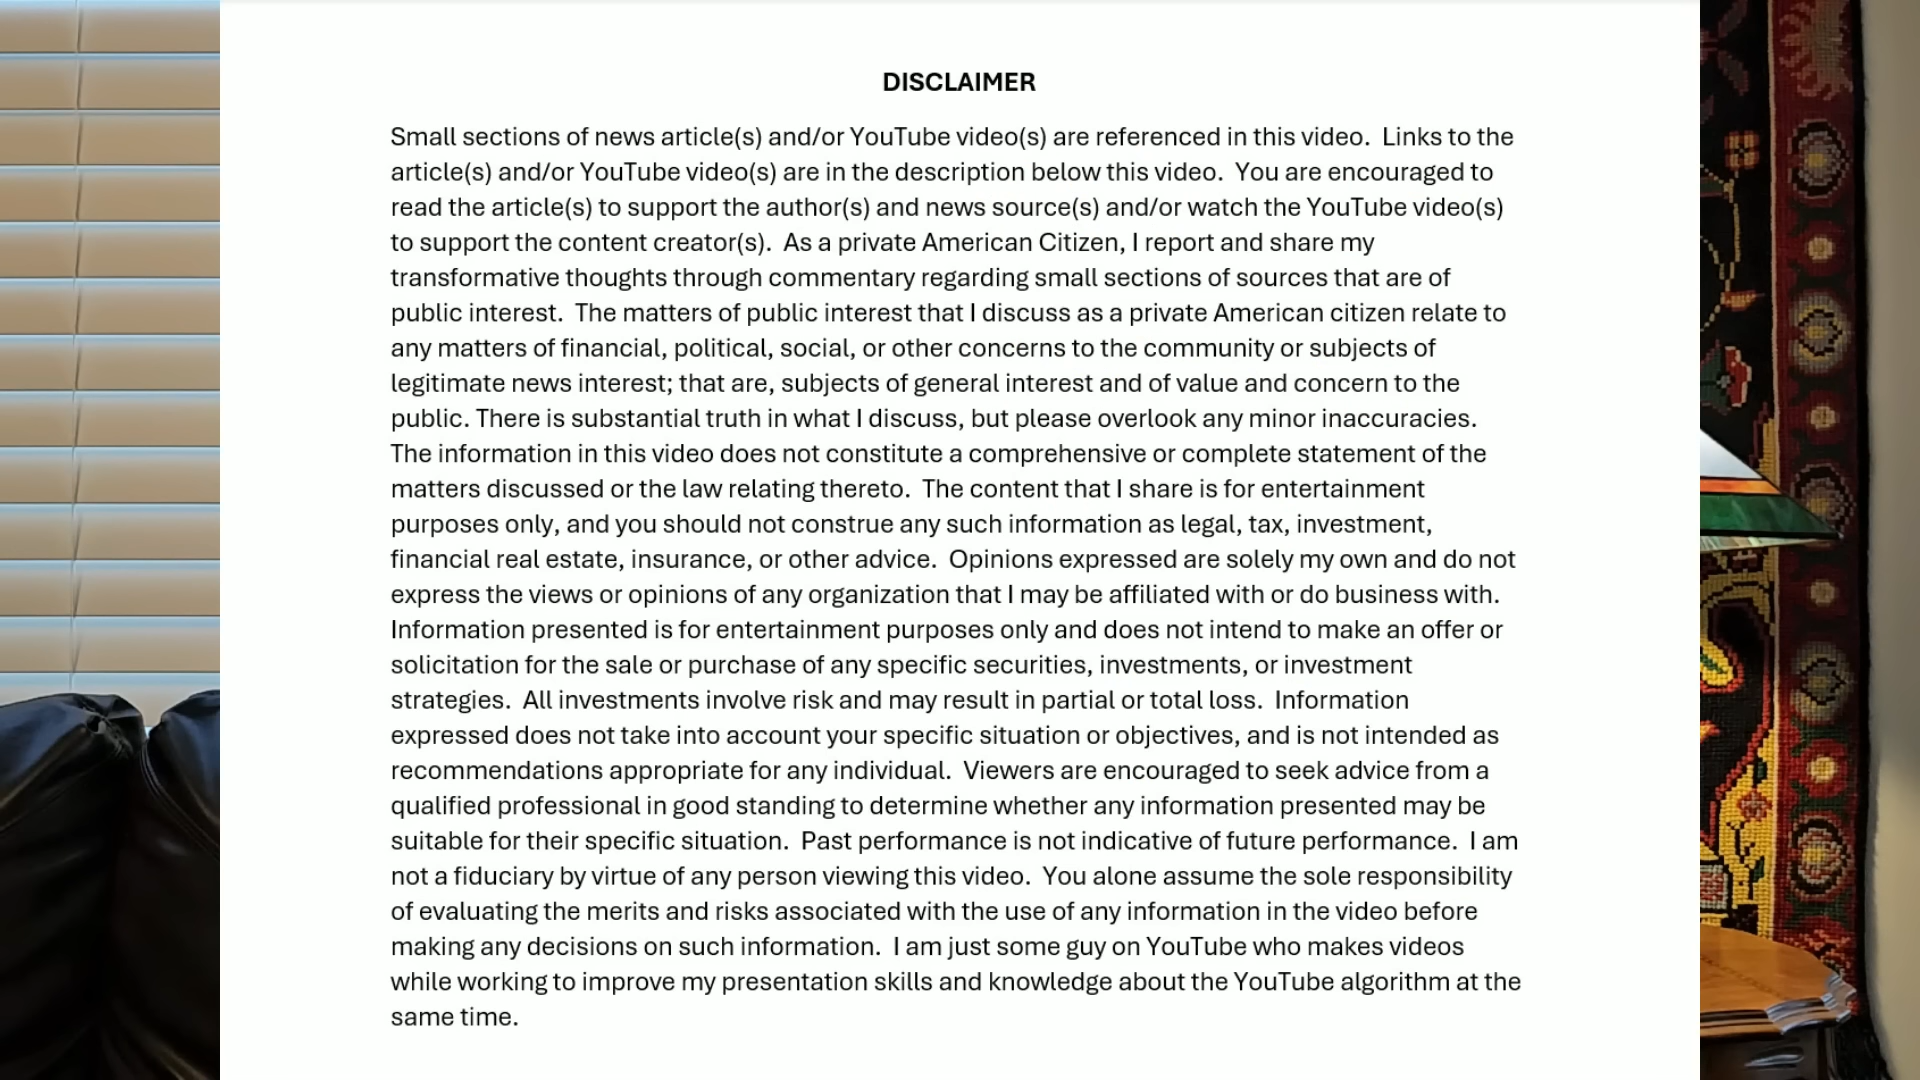 DISCLAIMER
Small sections of news article(s) and/or YouTube video(s) are referenced in this video.  Links to the
article(s) and/or YouTube video(s) are in the description below this video.  You are encouraged to
read the article(s) to support the author(s) and news source(s) and/or watch the YouTube video(s)
to support the content creator(s).  As a private American Citizen, I report and share my
transformative thoughts through commentary regarding small sections of sources that are of
public interest.  The matters of public interest that I discuss as a private American citizen relate to
any matters of financial, political, social, or other concerns to the community or subjects of
legitimate news interest; that are, subjects of general interest and of value and concern to the
public. There is substantial truth in what I discuss, but please overlook any minor inaccuracies.
The information in this video does not constitute a comprehensive or complete statement of the
matters discussed or the law relating thereto.  The content that I share is for entertainment
purposes only, and you should not construe any such information as legal, tax, investment,
financial real estate, insurance, or other advice.  Opinions expressed are solely my own and do not
express the views or opinions of any organization that I may be affiliated with or do business with.
Information presented is for entertainment purposes only and does not intend to make an offer or
solicitation for the sale or purchase of any specific securities, investments, or investment
strategies.  All investments involve risk and may result in partial or total loss.  Information
expressed does not take into account your specific situation or objectives, and is not intended as
recommendations appropriate for any individual.  Viewers are encouraged to seek advice from a
qualified professional in good standing to determine whether any information presented may be
suitable for their specific situation.  Past performance is not indicative of future performance.  I am
not a fiduciary by virtue of any person viewing this video.  You alone assume the sole responsibility
of evaluating the merits and risks associated with the use of any information in the video before
making any decisions on such information.  I am just some guy on YouTube who makes videos
while working to improve my presentation skills and knowledge about the YouTube algorithm at the
same time.